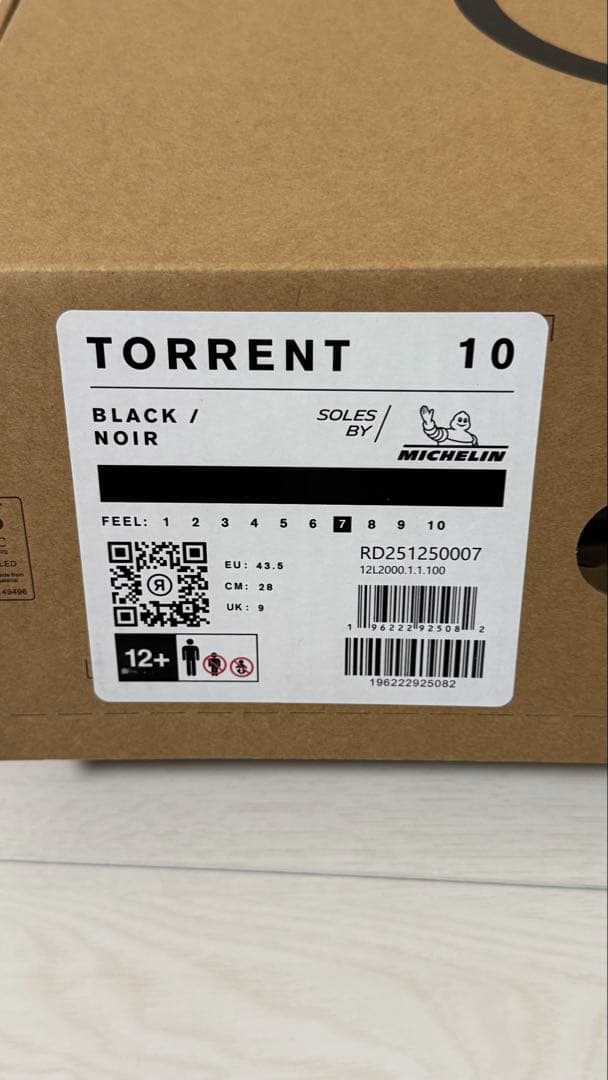 TORRENT 10
BLACK /
NOIR
SOLES
BY
MICHELIN
FEEL: 1 2 3 4 5 6 7 8 9 10
EU: 43.5
CM: 28
UK: 9
RD251250007
12L2000.1.1.100
1 96222 92508 2
12+
196222925082
49496